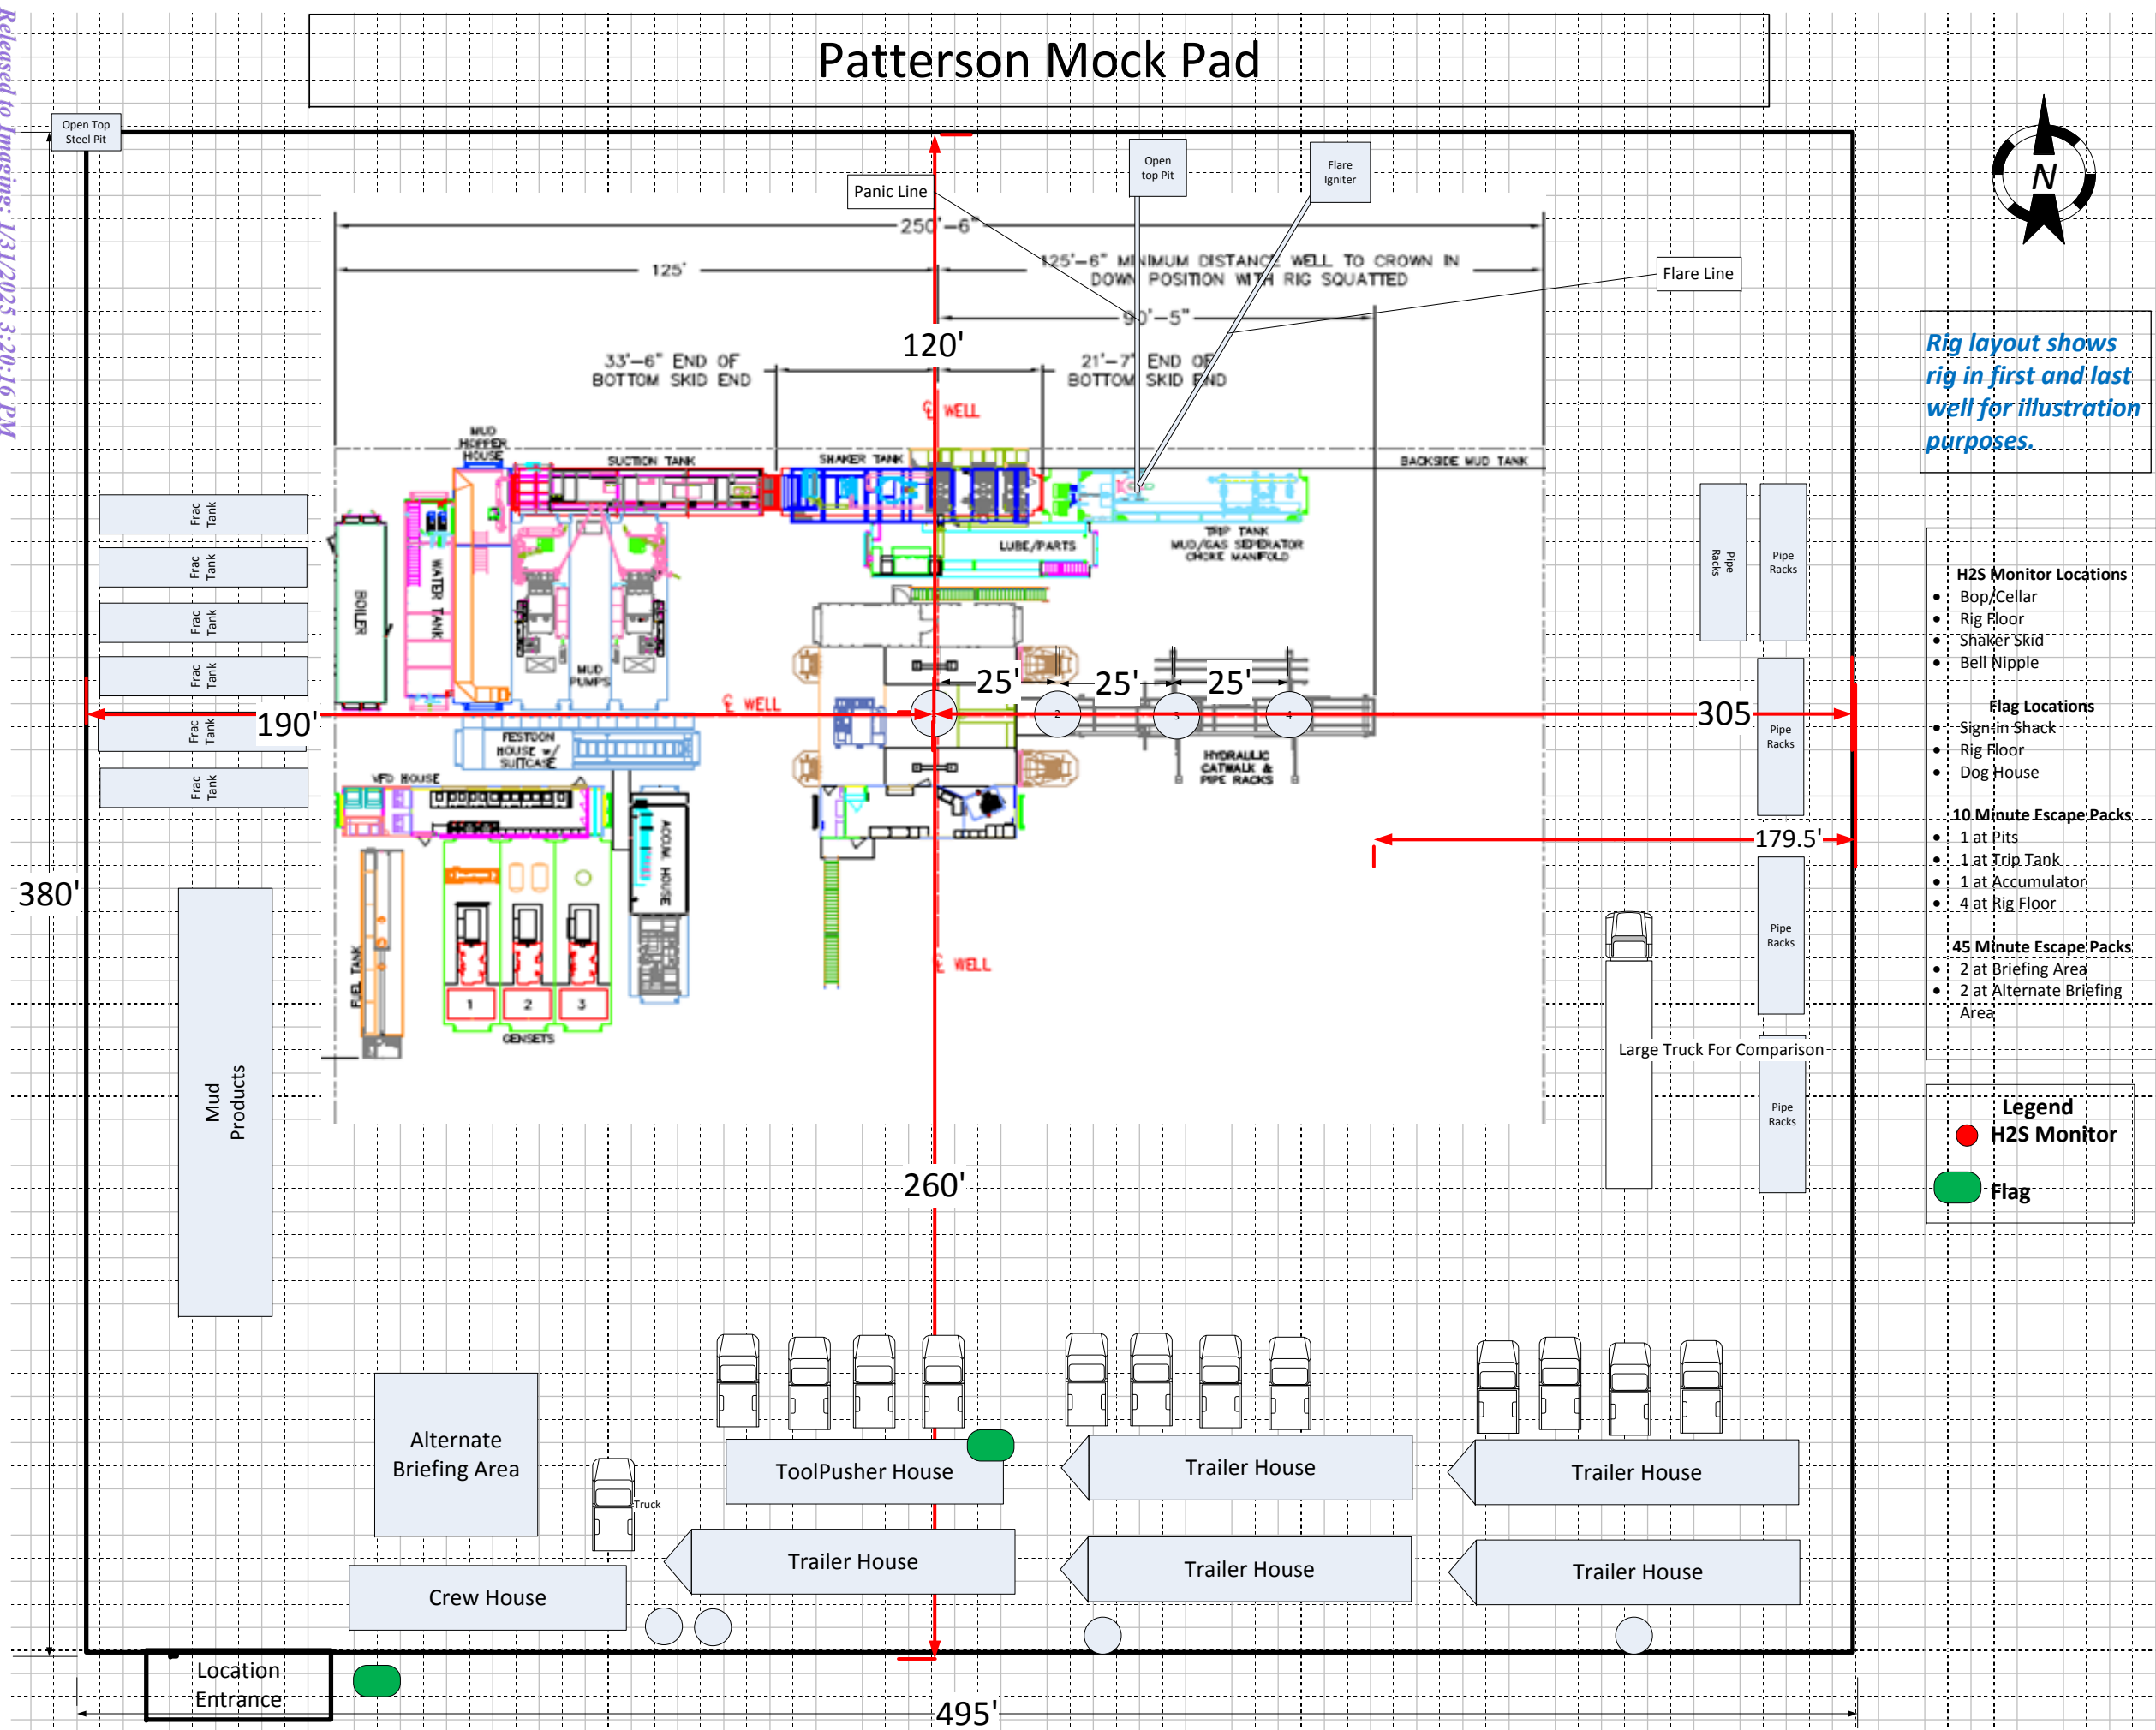 Released to Imaging: 1/31/2025 3:20:16 PM
Patterson Mock Pad
Open Top
Steel Pit
Open
top Pit
Flare
Igniter
Panic Line
N
250'-6"
125'
125'-6" MINIMUM DISTANCE WELL TO CROWN IN
DOWN POSITION WITH RIG SQUATTED
Flare Line
90'-5"
120'
33'-6" END OF
BOTTOM SKID END
21'-7" END OF
BOTTOM SKID END
Rig layout shows
rig in first and last
well for illustration
purposes.
℄ WELL
MUD
HOPPER
HOUSE
SUCTION TANK
SHAKER TANK
BACKSIDE MUD TANK
Frac
Tank
Frac
Tank
Frac
Tank
Frac
Tank
Frac
Tank
Frac
Tank
BOILER
WATER TANK
MUD
PUMPS
LUBE/PARTS
TRIP TANK
MUD/GAS SEPERATOR
CHOKE MANIFOLD
Pipe
Racks
Pipe
Racks
Pipe
Racks
Pipe
Racks
Pipe
Racks
H2S Monitor Locations
• Bop/Cellar
• Rig Floor
• Shaker Skid
• Bell Nipple
Flag Locations
• Sign-in Shack
• Rig Floor
• Dog House
10 Minute Escape Packs
• 1 at Pits
• 1 at Trip Tank
• 1 at Accumulator
• 4 at Rig Floor
45 Minute Escape Packs
• 2 at Briefing Area
• 2 at Alternate Briefing
Area
25'
25'
25'
190'
℄ WELL
2
3
4
305
FESTOON
HOUSE w/
SUITCASE
HYDRAULIC
CATWALK &
PIPE RACKS
VFD HOUSE
ACCUM. HOUSE
179.5'
380'
FUEL TANK
1
2
3
GENSETS
℄ WELL
Large Truck For Comparison
Mud
Products
Legend
H2S Monitor
Flag
260'
Alternate
Briefing Area
Truck
ToolPusher House
Trailer House
Trailer House
Trailer House
Trailer House
Trailer House
Crew House
Location
Entrance
495'